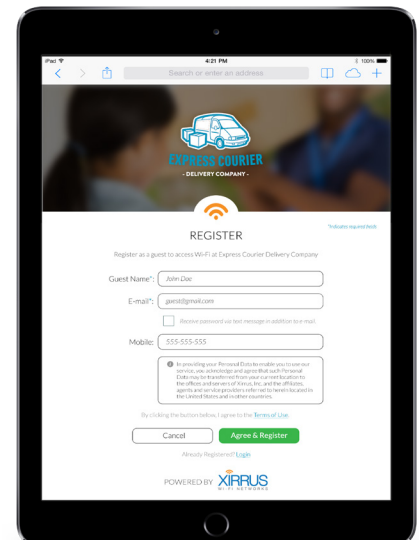 iPad
4:21 PM
100%
Search or enter an address
EXPRESS COURIER
- DELIVERY COMPANY -
*Indicates required fields
REGISTER
Register as a guest to access Wi-Fi at Express Courier Delivery Company
Guest Name*: John Doe
E-mail*: guest@gmail.com
Receive password via text message in addition to e-mail.
Mobile: 555-555-555
In providing your Personal Data to enable you to use our
service, you acknowledge and agree that such Personal
Data may be transferred from your current location to
the offices and servers of Xirrus, Inc. and the affiliates,
agents and service providers referred to herein located in
the United States and in other countries.
By clicking the button below, I agree to the Terms of Use.
Cancel Agree & Register
Already Registered? Login
POWERED BY XIRRUS
WI-FI NETWORKS